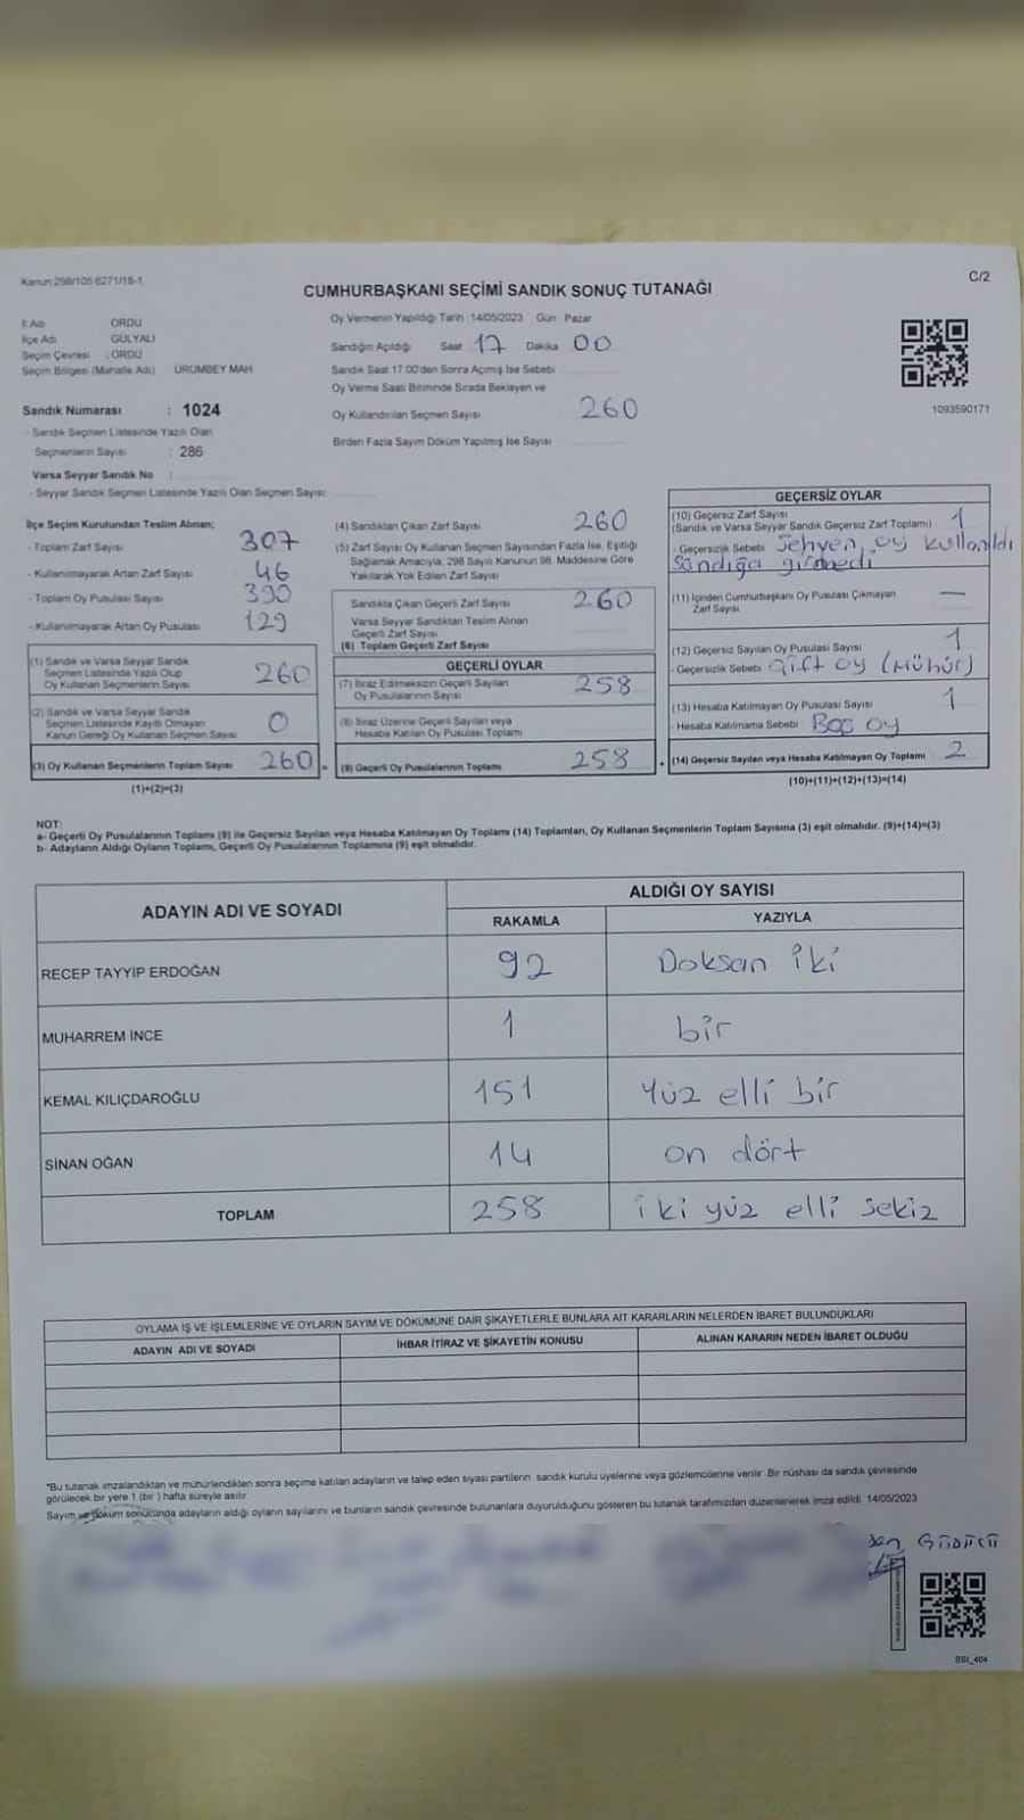 Kanun:298/105 6271/18-1
C/2
CUMHURBAŞKANI SEÇİMİ SANDIK SONUÇ TUTANAĞI
İl Adı ORDU
İlçe Adı GÜLYALI
Seçim Çevresi : ORDU
Seçim Bölgesi (Mahalle Adı) URUMBEY MAH
Sandık Numarası : 1024
- Sandık Seçmen Listesinde Yazılı Olan
Seçmenlerin Sayısı : 286
Varsa Seyyar Sandık No :
- Seyyar Sandık Seçmen Listesinde Yazılı Olan Seçmen Sayısı:
Oy Vermenin Yapıldığı Tarih :14/05/2023 Gün : Pazar
Sandığın Açıldığı Saat 17 Dakika 00
Sandık Saat 17.00'den Sonra Açılmış İse Sebebi
Oy Verme Saati Bitiminde Sırada Bekleyen ve
Oy Kullandırılan Seçmen Sayısı 260
Birden Fazla Sayım Döküm Yapılmış İse Sayısı
1093590171
İlçe Seçim Kurulundan Teslim Alınan;
- Toplam Zarf Sayısı 307
- Kullanılmayarak Artan Zarf Sayısı 46
- Toplam Oy Pusulası Sayısı 390
- Kullanılmayarak Artan Oy Pusulası 129
(1) Sandık ve Varsa Seyyar Sandık
Seçmen Listesinde Yazılı Olup
Oy Kullanan Seçmenlerin Sayısı 260
(2) Sandık ve Varsa Seyyar Sandık
Seçmen Listesinde Kayıtlı Olmayan
Kanun Gereği Oy Kullanan Seçmen Sayısı 0
(3) Oy Kullanan Seçmenlerin Toplam Sayısı 260
(1)+(2)=(3)
(4) Sandıktan Çıkan Zarf Sayısı 260
(5) Zarf Sayısı Oy Kullanan Seçmen Sayısından Fazla İse, Eşitliği
Sağlamak Amacıyla, 298 Sayılı Kanunun 98. Maddesine Göre
Yakılarak Yok Edilen Zarf Sayısı
Sandıkta Çıkan Geçerli Zarf Sayısı 260
Varsa Seyyar Sandıktan Teslim Alınan
Geçerli Zarf Sayısı
(6) Toplam Geçerli Zarf Sayısı
GEÇERLİ OYLAR
(7) İtiraz Edilmeksizin Geçerli Sayılan
Oy Pusulalarının Sayısı 258
(8) İtiraz Üzerine Geçerli Sayılan veya
Hesaba Katılan Oy Pusulası Toplamı
(9) Geçerli Oy Pusulalarının Toplamı 258
GEÇERSİZ OYLAR
(10) Geçersiz Zarf Sayısı
(Sandık ve Varsa Seyyar Sandık Geçersiz Zarf Toplamı) 1
- Geçersizlik Sebebi Sehven oy kullanıldı
Sandığa girmedi
(11) İçinden Cumhurbaşkanı Oy Pusulası Çıkmayan
Zarf Sayısı —
(12) Geçersiz Sayılan Oy Pusulası Sayısı 1
- Geçersizlik Sebebi Çift oy (Mühür)
(13) Hesaba Katılmayan Oy Pusulası Sayısı 1
- Hesaba Katılmama Sebebi Boş oy
(14) Geçersiz Sayılan veya Hesaba Katılmayan Oy Toplamı 2
(10)+(11)+(12)+(13)=(14)
NOT:
a- Geçerli Oy Pusulalarının Toplamı (9) ile Geçersiz Sayılan veya Hesaba Katılmayan Oy Toplamı (14) Toplamları, Oy Kullanan Seçmenlerin Toplam Sayısına (3) eşit olmalıdır. (9)+(14)=(3)
b- Adayların Aldığı Oyların Toplamı, Geçerli Oy Pusulalarının Toplamına (9) eşit olmalıdır.
ADAYIN ADI VE SOYADI
ALDIĞI OY SAYISI
RAKAMLA YAZIYLA
RECEP TAYYİP ERDOĞAN 92 Doksan iki
MUHARREM İNCE 1 bir
KEMAL KILIÇDAROĞLU 151 Yüz elli bir
SİNAN OĞAN 14 on dört
TOPLAM 258 iki yüz elli sekiz
OYLAMA İŞ VE İŞLEMLERİNE VE OYLARIN SAYIM VE DÖKÜMÜNE DAİR ŞİKAYETLERLE BUNLARA AİT KARARLARIN NELERDEN İBARET BULUNDUKLARI
ADAYIN ADI VE SOYADI İHBAR İTİRAZ VE ŞİKAYETİN KONUSU ALINAN KARARIN NEDEN İBARET OLDUĞU
*Bu tutanak imzalandıktan ve mühürlendikten sonra seçime katılan adayların ve talep eden siyasi partilerin sandık kurulu üyelerine veya gözlemcilerine verilir. Bir nüshası da sandık çevresinde
görülecek bir yere 1 (bir) hafta süreyle asılır.
Sayım ve döküm sonucunda adayların aldığı oyların sayılarını ve bunların sandık çevresinde bulunanlara duyurulduğunu gösteren bu tutanak tarafımızdan düzenlenerek imza edildi. 14/05/2023